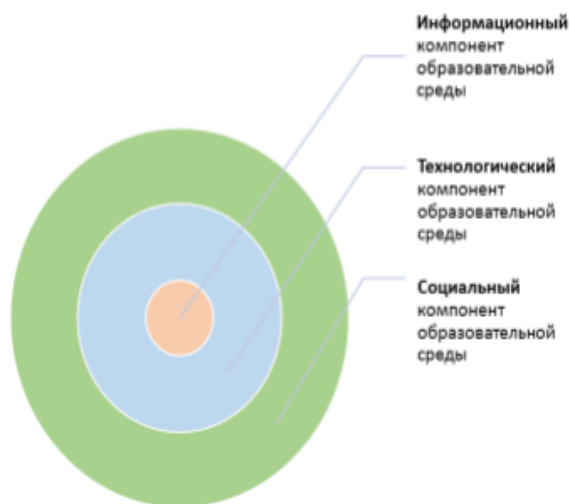 Информационный
компонент
образовательной
среды
Технологический
компонент
образовательной
среды
Социальный
компонент
образовательной
среды